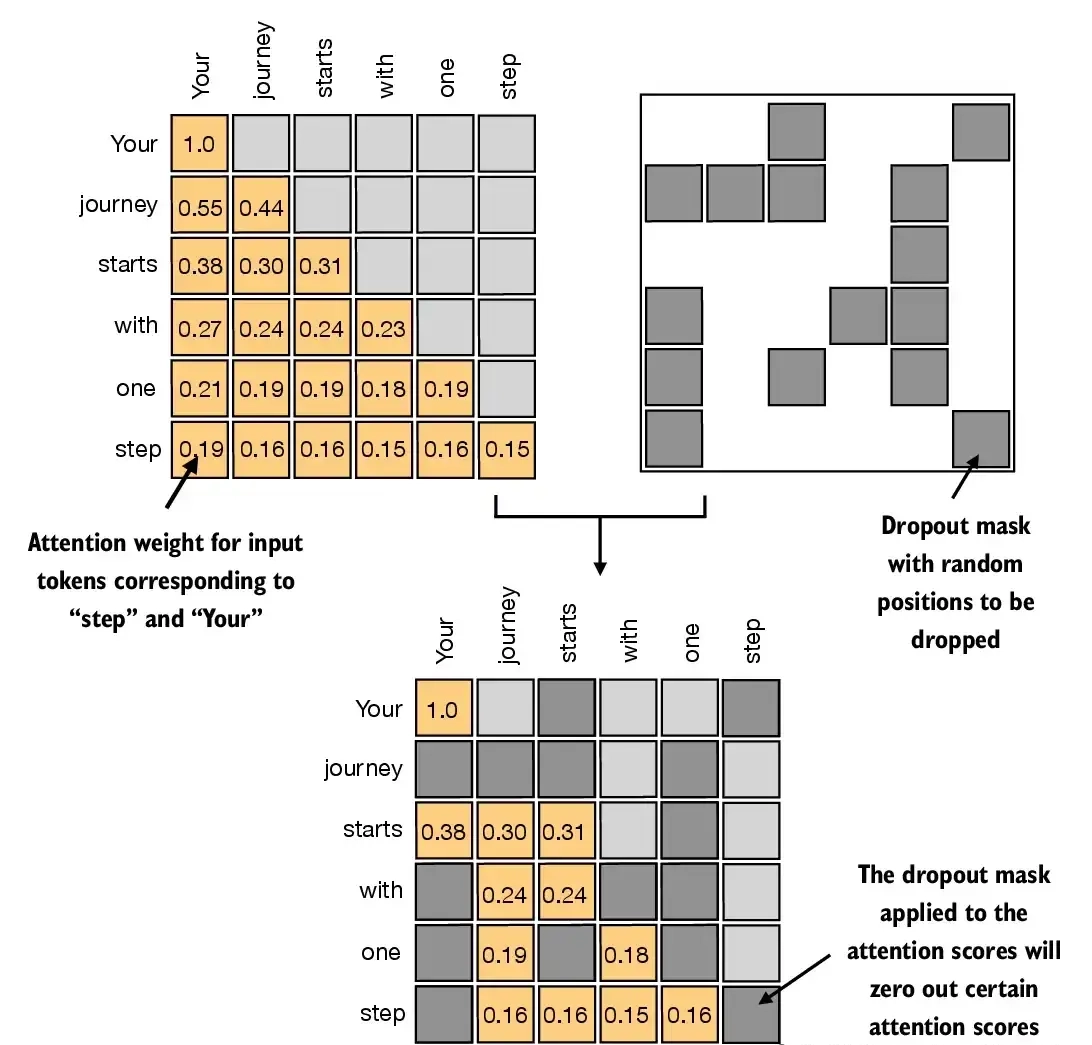 Your journey starts with one step
Your 1.0
journey 0.55 0.44
starts 0.38 0.30 0.31
with 0.27 0.24 0.24 0.23
one 0.21 0.19 0.19 0.18 0.19
step 0.19 0.16 0.16 0.15 0.16 0.15
Attention weight for input
tokens corresponding to
“step” and “Your”
Dropout mask
with random
positions to be
dropped
Your journey starts with one step
Your 1.0
journey
starts 0.38 0.30 0.31
with 0.24 0.24
one 0.19 0.18
step 0.16 0.16 0.15 0.16
The dropout mask
applied to the
attention scores will
zero out certain
attention scores